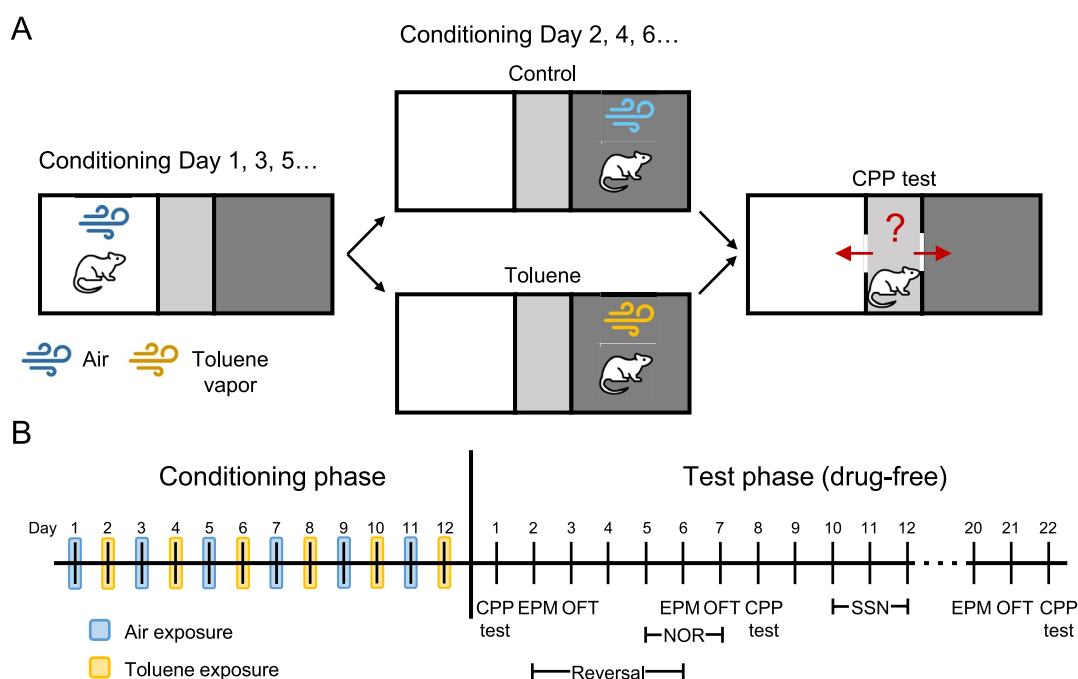 A
Conditioning Day 2, 4, 6…
Control
Conditioning Day 1, 3, 5…
CPP test
?
Toluene
Air
Toluene
vapor
B
Conditioning phase
Test phase (drug-free)
Day 1 2 3 4 5 6 7 8 9 10 11 12 1 2 3 4 5 6 7 8 9 10 11 12 20 21 22
CPP EPM OFT EPM OFT CPP SSN EPM OFT CPP
test NOR test test
Air exposure
Toluene exposure
Reversal